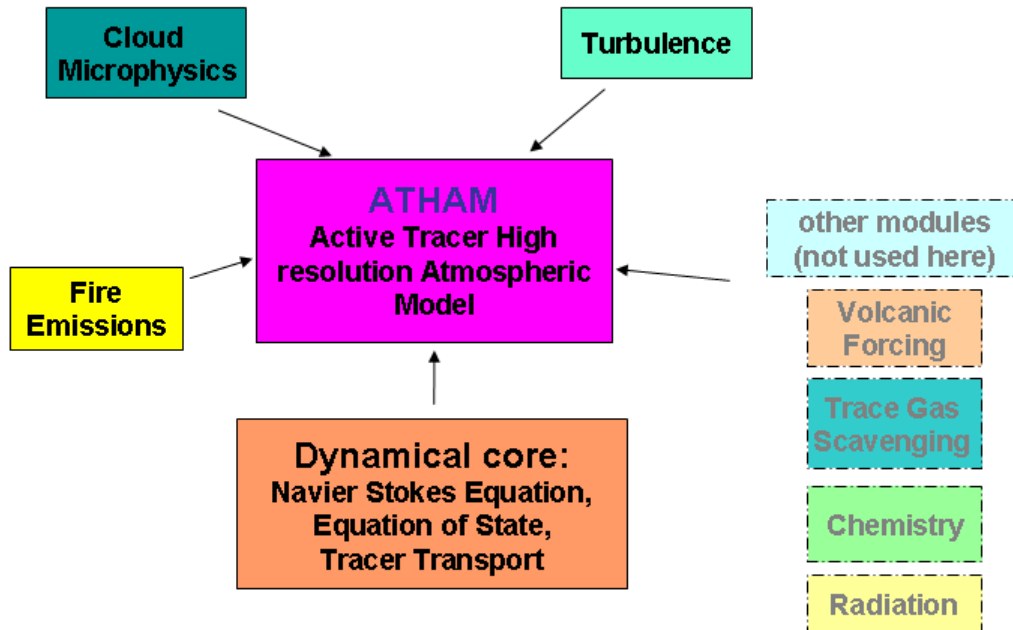 Cloud
Microphysics
Turbulence
ATHAM
Active Tracer High
resolution Atmospheric
Model
other modules
(not used here)
Fire
Emissions
Volcanic
Forcing
Trace Gas
Scavenging
Dynamical core:
Navier Stokes Equation,
Equation of State,
Tracer Transport
Chemistry
Radiation